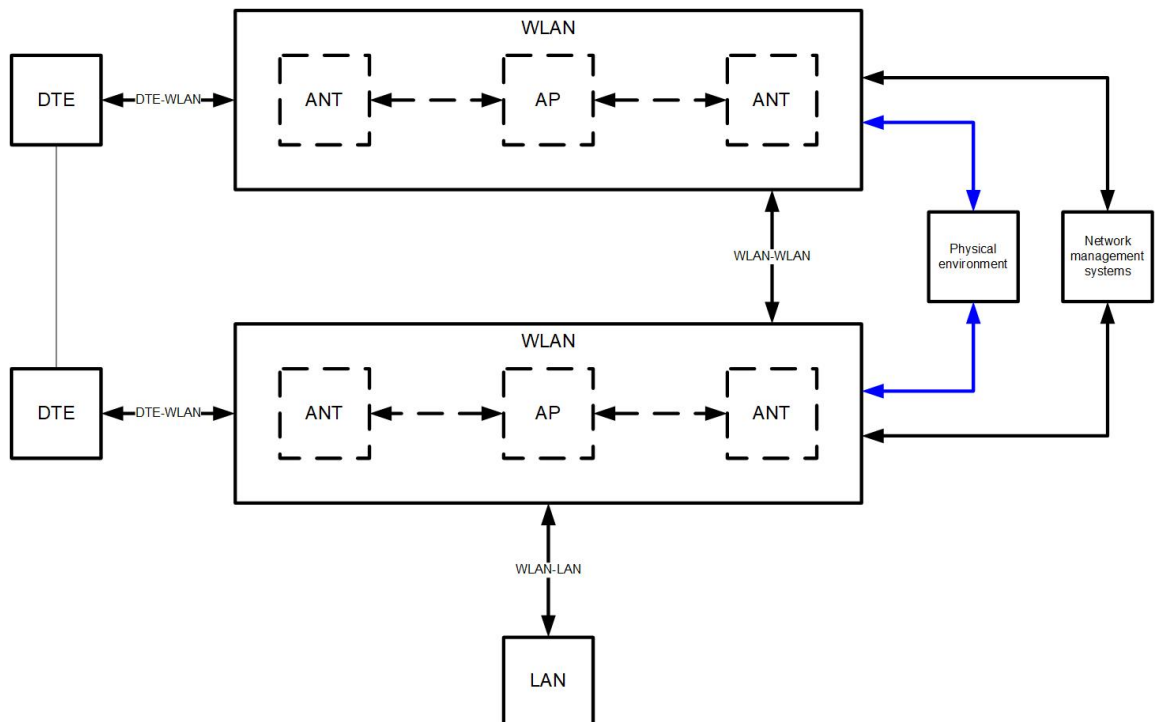 WLAN
DTE
DTE-WLAN
ANT
AP
ANT
Physical
environment
Network
management
systems
WLAN-WLAN
WLAN
DTE
DTE-WLAN
ANT
AP
ANT
WLAN-LAN
LAN